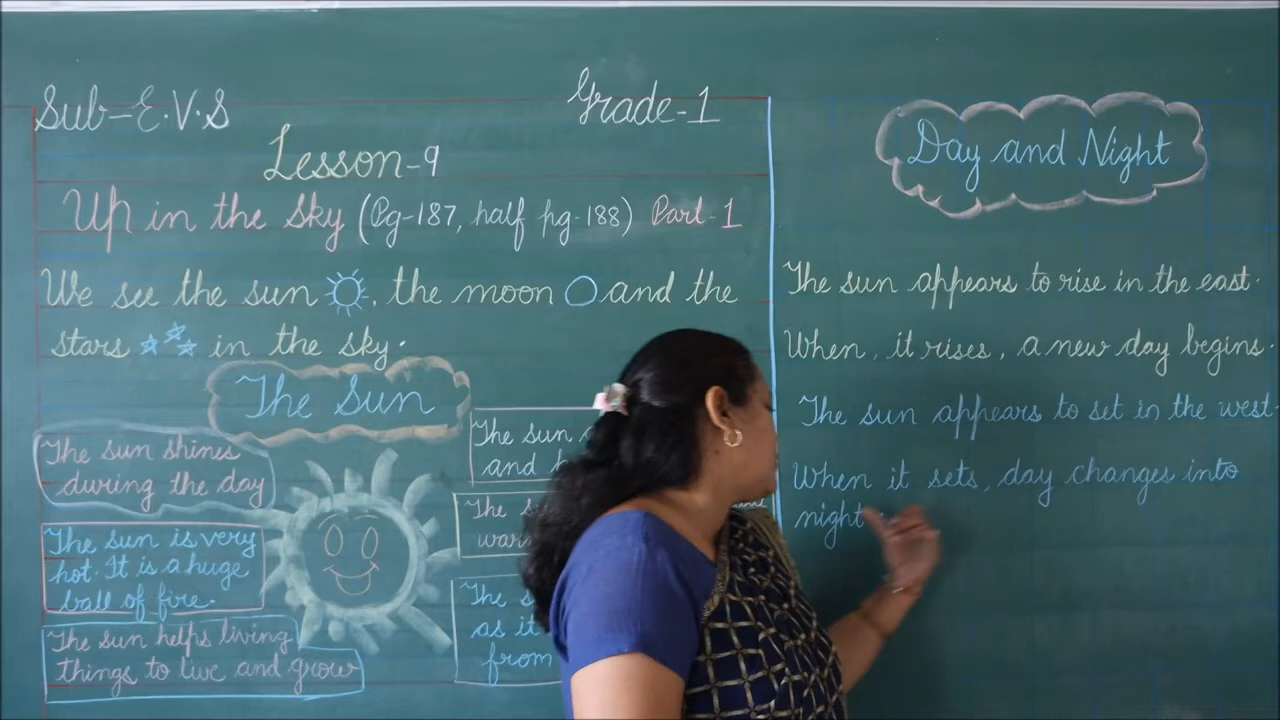 Sub-E.V.S
Grade-1
Lesson-9
Up in the Sky (Pg-187, half pg-188) Part-1
We see the sun , the moon and the
stars in the sky.
The Sun
The sun shines
during the day
The sun is very
hot. It is a huge
ball of fire.
The sun helps living
things to live and grow
The sun
and
The
The
as it
from
Day and Night
The sun appears to rise in the east.
When, it rises, a new day begins.
The sun appears to set in the west
When it sets, day changes into
night